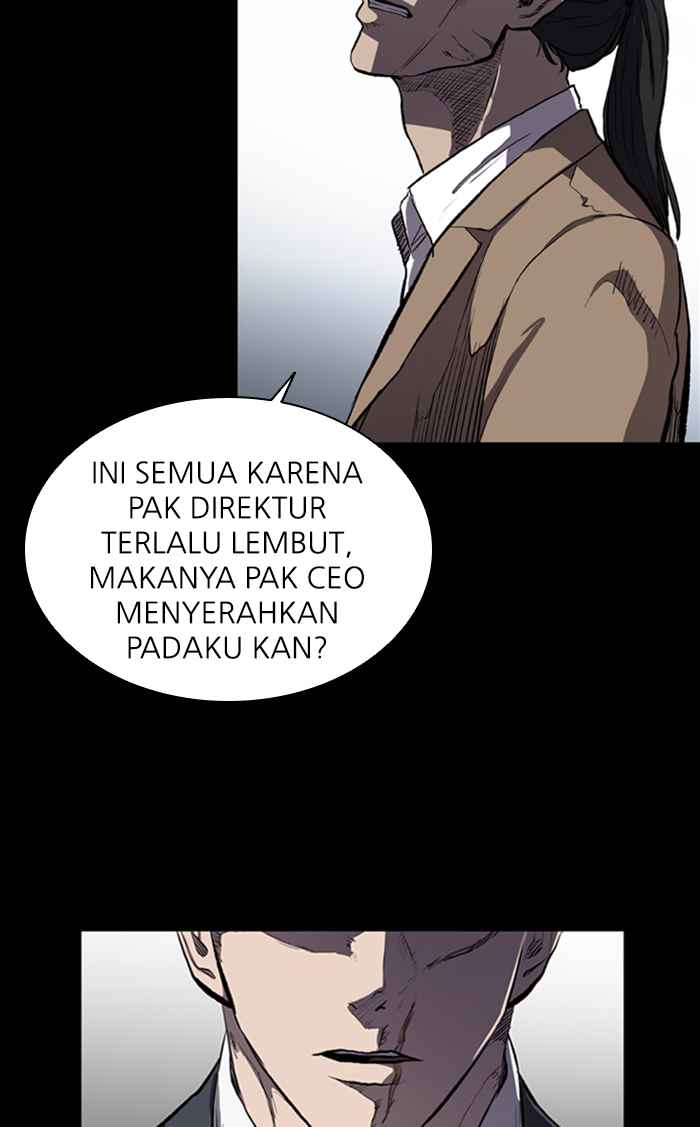 INI SEMUA KARENA
PAK DIREKTUR
TERLALU LEMBUT,
MAKANYA PAK CEO
MENYERAHKAN
PADAKU KAN?